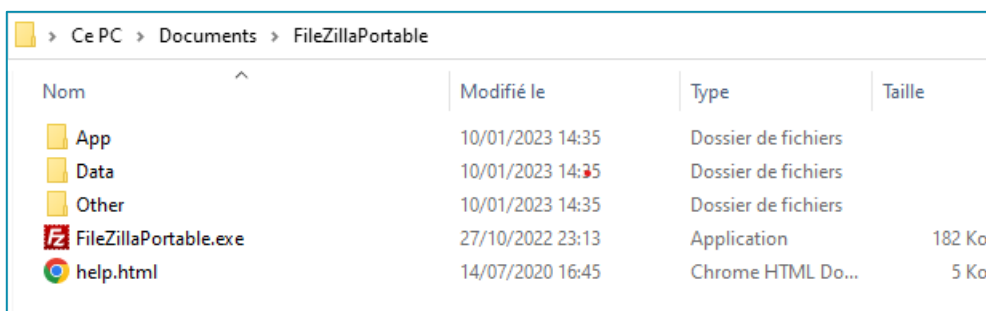 Ce PC > Documents > FileZillaPortable
Nom Modifié le Type Taille
App 10/01/2023 14:35 Dossier de fichiers
Data 10/01/2023 14:35 Dossier de fichiers
Other 10/01/2023 14:35 Dossier de fichiers
FileZillaPortable.exe 27/10/2022 23:13 Application 182 Ko
help.html 14/07/2020 16:45 Chrome HTML Do... 5 Ko